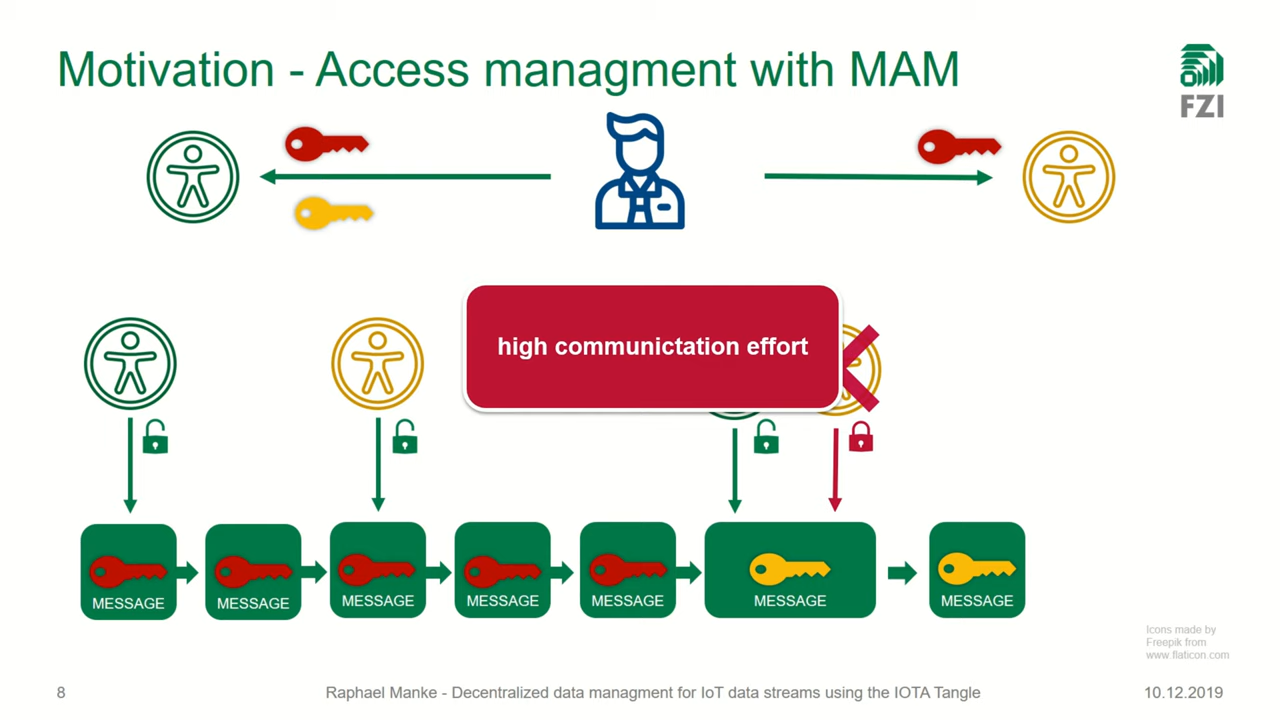 Motivation - Access managment with MAM
FZI
high communictation effort
MESSAGE
MESSAGE
MESSAGE
MESSAGE
MESSAGE
MESSAGE
MESSAGE
Icons made by
Freepik from
www.flaticon.com
8
Raphael Manke - Decentralized data managment for IoT data streams using the IOTA Tangle
10.12.2019